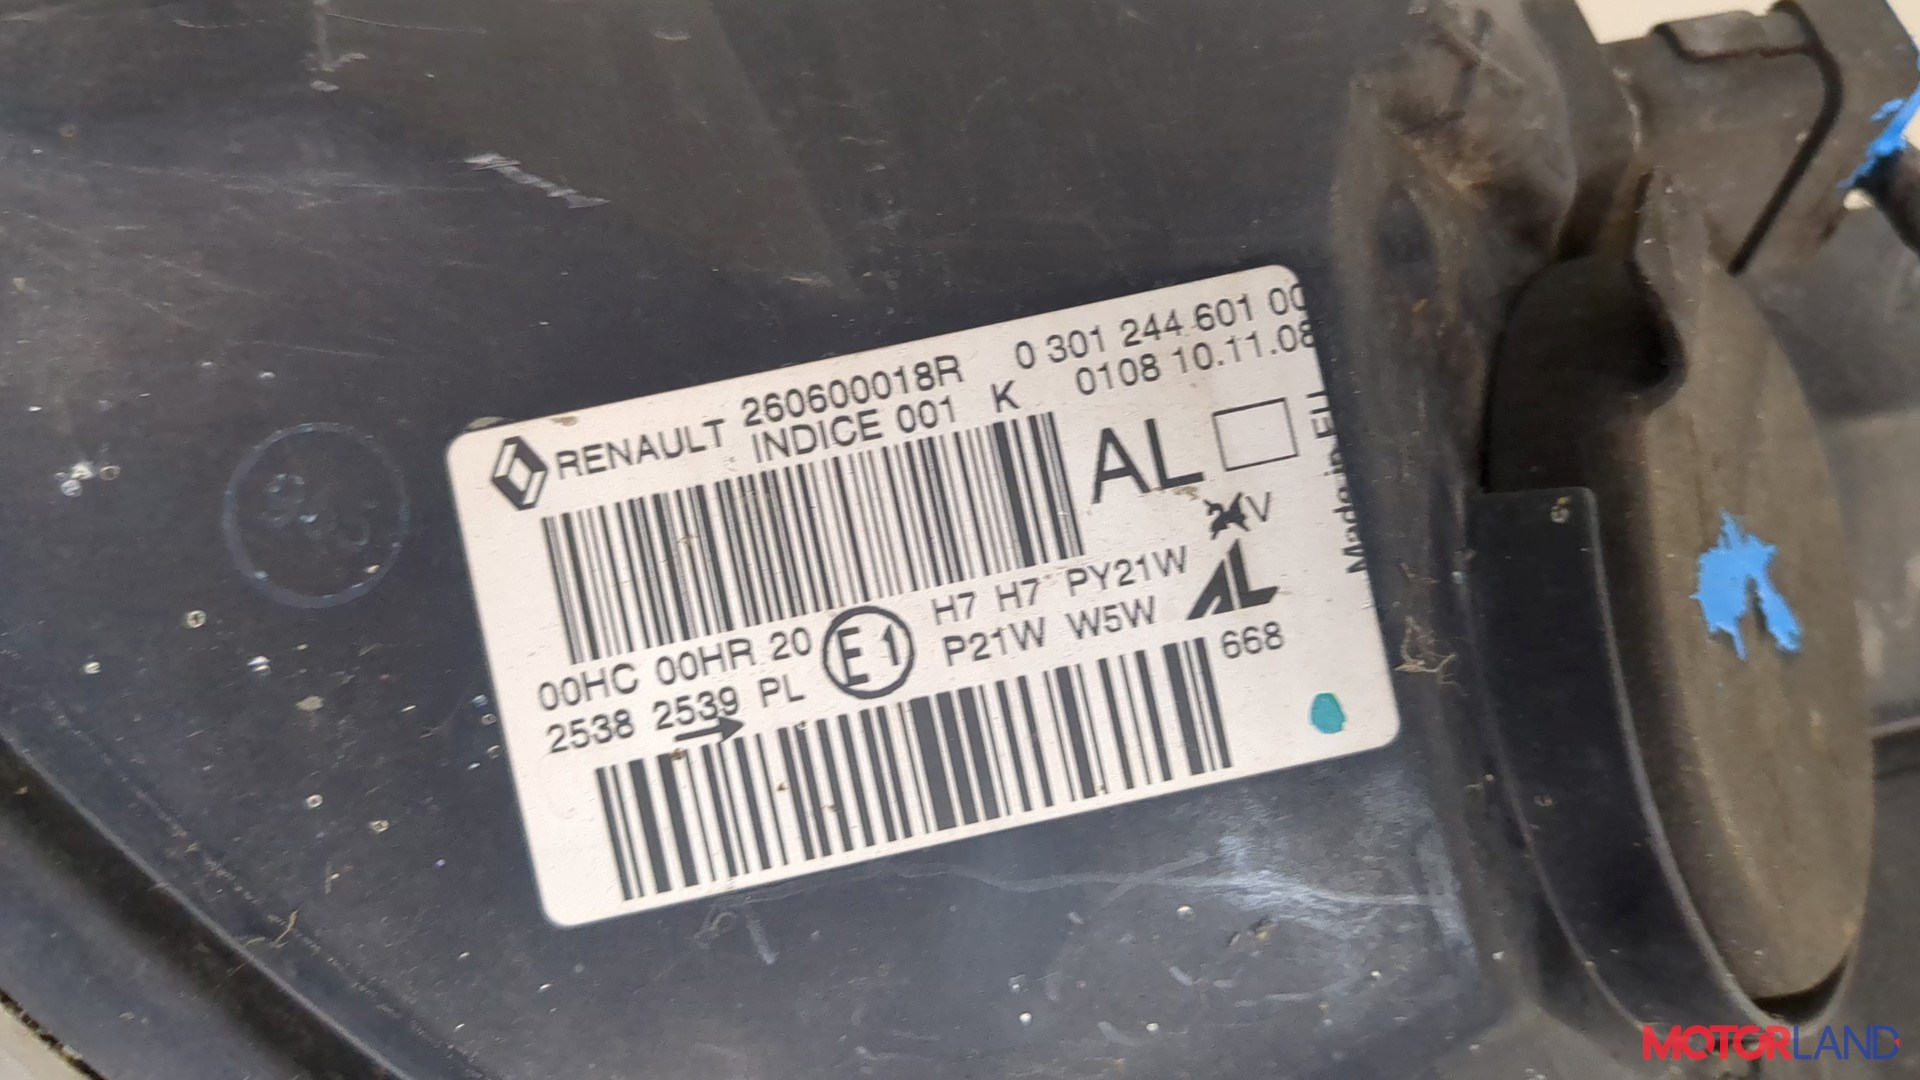 RENAULT 260600018R 0 301 244 601 00
INDICE 001 K 0108 10.11.08
AL
V
Made in EU
H7 H7 PY21W
00HC 00HR 20 E1 P21W W5W AL
2538 2539 PL 668
MOTORLAND